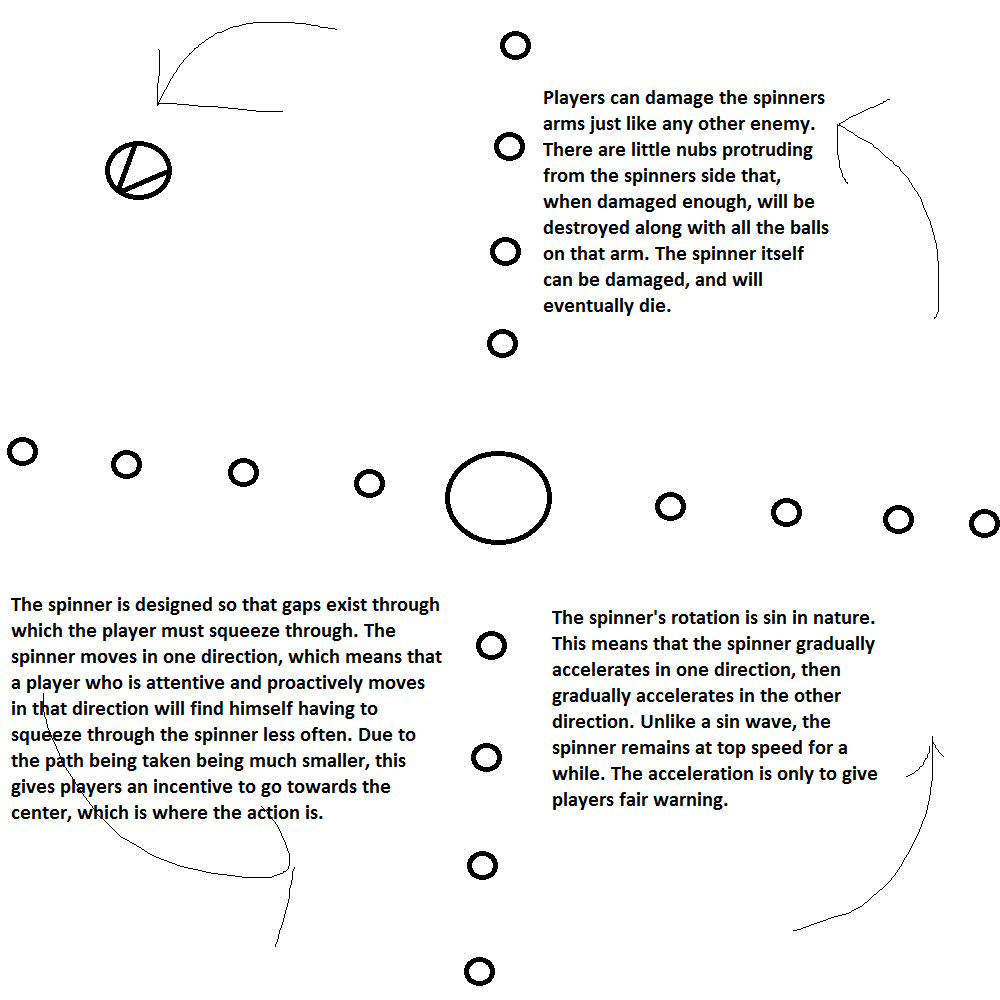 Players can damage the spinners
arms just like any other enemy.
There are little nubs protruding
from the spinners side that,
when damaged enough, will be
destroyed along with all the balls
on that arm. The spinner itself
can be damaged, and will
eventually die.
The spinner is designed so that gaps exist through
which the player must squeeze through. The
spinner moves in one direction, which means that
a player who is attentive and proactively moves
in that direction will find himself having to
squeeze through the spinner less often. Due to
the path being taken being much smaller, this
gives players an incentive to go towards the
center, which is where the action is.
The spinner's rotation is sin in nature.
This means that the spinner gradually
accelerates in one direction, then
gradually accelerates in the other
direction. Unlike a sin wave, the
spinner remains at top speed for a
while. The acceleration is only to give
players fair warning.